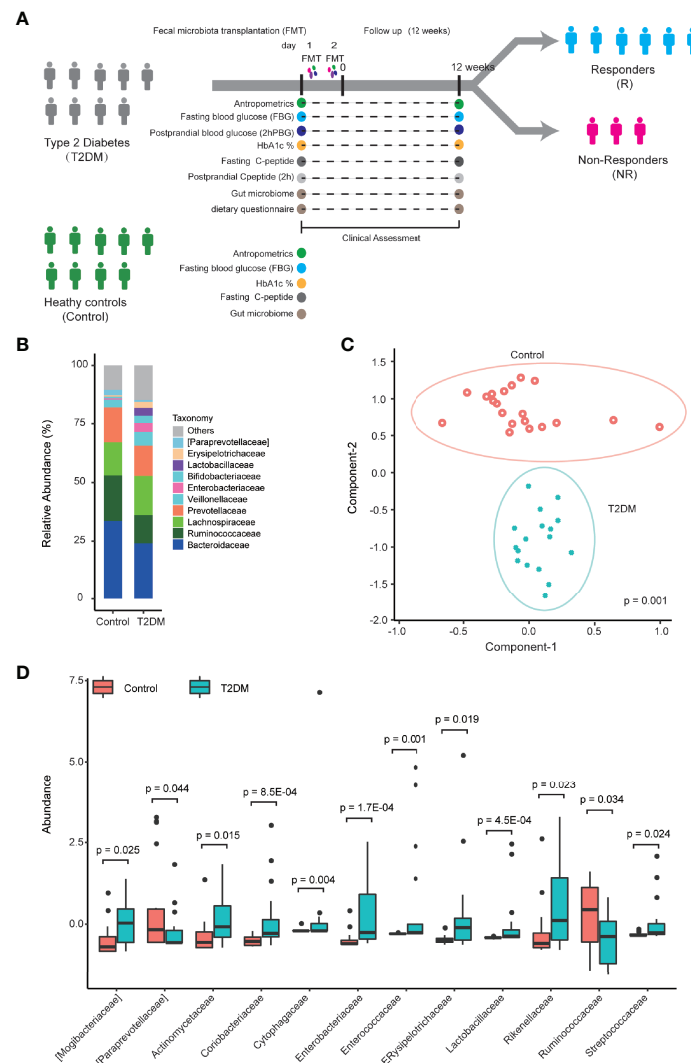 A
Fecal microbiota transplantation (FMT)
Follow up (12 weeks)
day 1 2
FMT FMT 0
12 weeks
Type 2 Diabetes
(T2DM)
Antropometrics
Fasting blood glucose (FBG)
Postprandial blood glucose (2hPBG)
HbA1c %
Fasting C-peptide
Postprandial Cpeptide (2h)
Gut microbiome
dietary questionnaire
Clinical Assessment
Responders
(R)
Non-Responders
(NR)
Heathy controls
(Control)
Antropometrics
Fasting blood glucose (FBG)
HbA1c %
Fasting C-peptide
Gut microbiome
B
Relative Abundance (%)
100
75
50
25
0
Control T2DM
Taxonomy
Others
[Paraprevotellaceae]
Erysipelotrichaceae
Lactobacillaceae
Bifidobacteriaceae
Enterobacteriaceae
Veillonellaceae
Prevotellaceae
Lachnospiraceae
Ruminococcaceae
Bacteroidaceae
C
Control
T2DM
p = 0.001
Component-2
1.5
1.0
0.5
0.0
-0.5
-1.0
-1.5
-2.0
-1.0 -0.5 0.0 0.5 1.0
Component-1
D
Control T2DM
Abundance
7.5
5.0
2.5
0.0
p = 0.025
p = 0.044
p = 0.015
p = 8.5E-04
p = 0.004
p = 1.7E-04
p = 0.001
p = 0.019
p = 4.5E-04
p = 0.023
p = 0.034
p = 0.024
[Mogibacteriaceae]
[Paraprevotellaceae]
Actinomycetaceae
Coriobacteriaceae
Cytophagaceae
Enterobacteriaceae
Enterococcaceae
ERysipelotrichaceae
Lactobacillaceae
Rikenellaceae
Ruminococcaceae
Streptococcaceae